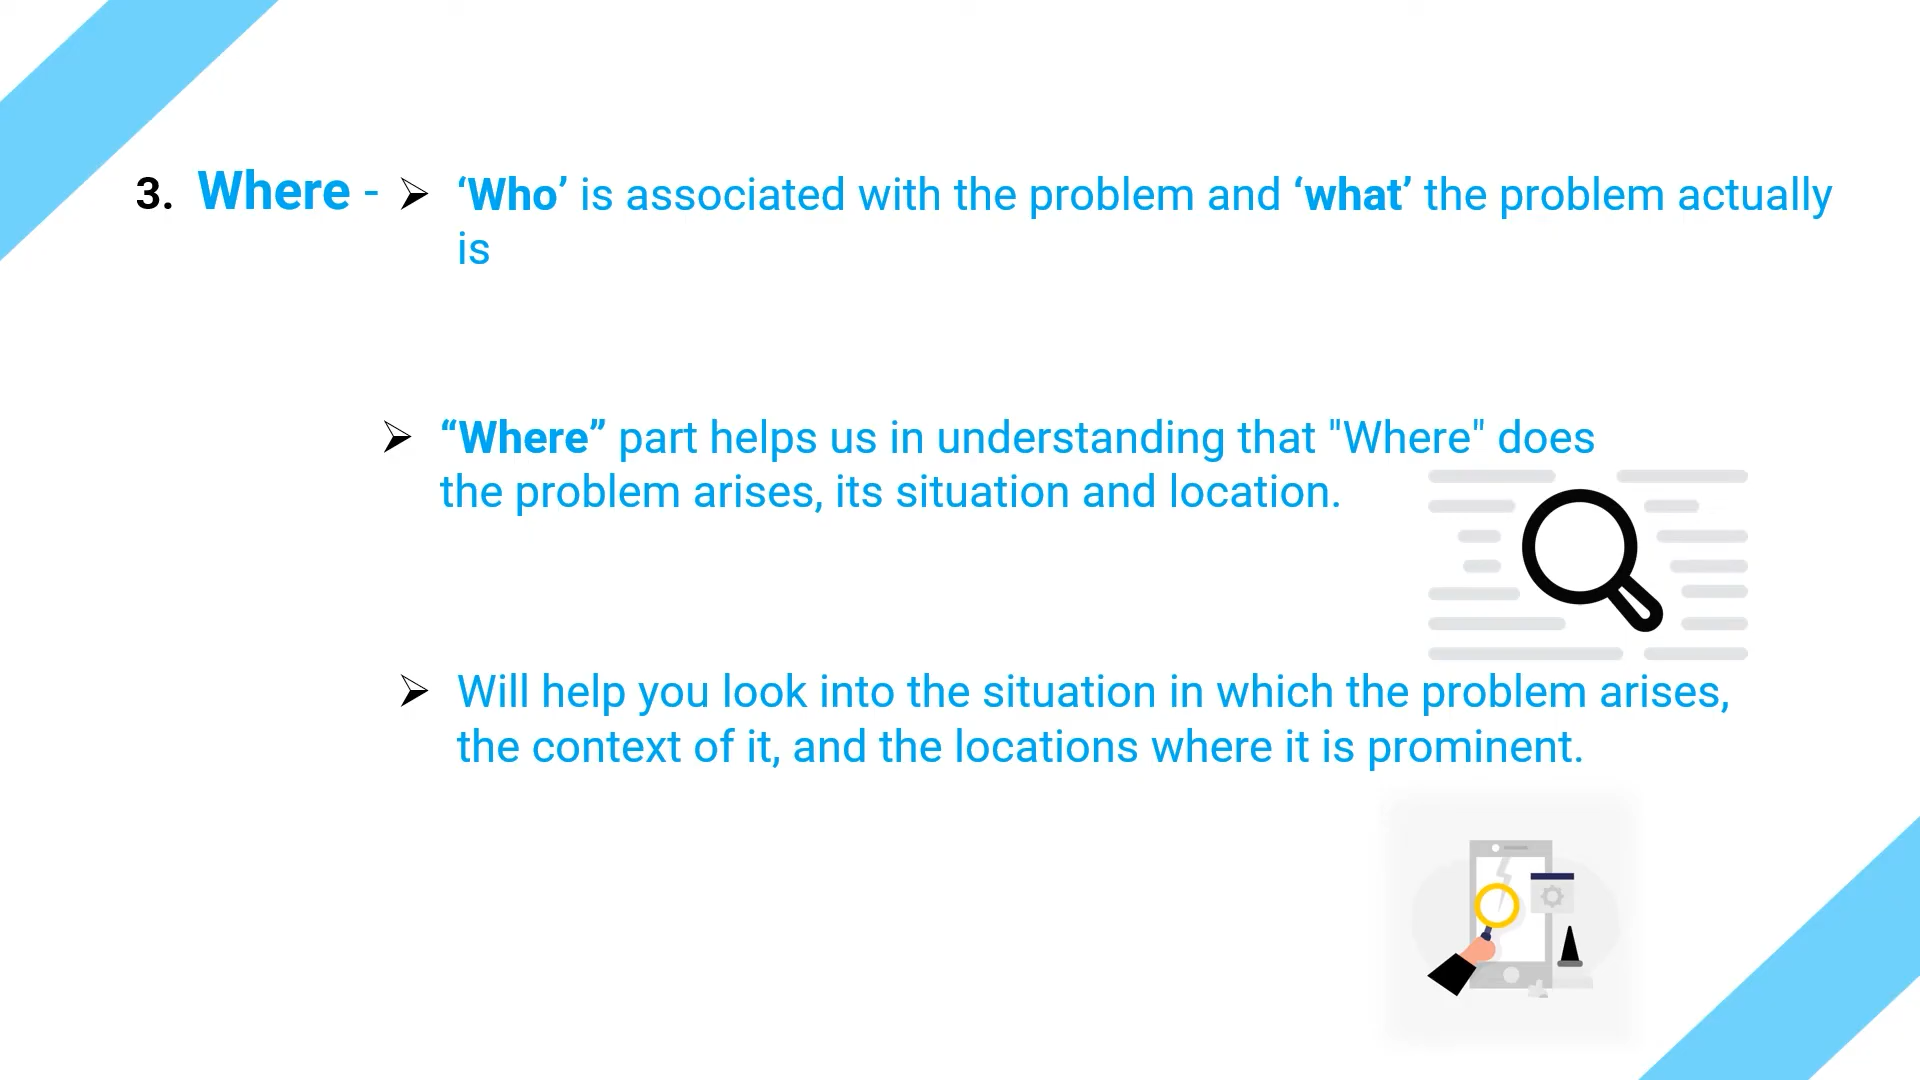 3. Where - ➢ ‘Who’ is associated with the problem and ‘what’ the problem actually
is
➢ “Where” part helps us in understanding that "Where" does
the problem arises, its situation and location.
➢ Will help you look into the situation in which the problem arises,
the context of it, and the locations where it is prominent.